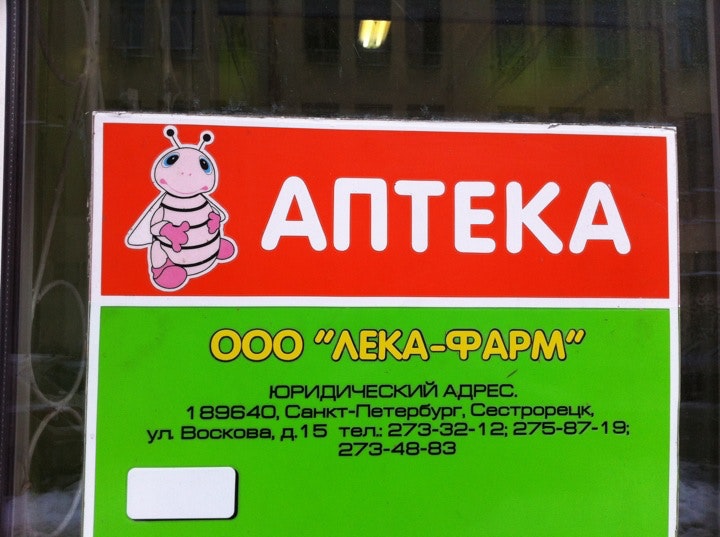 АПТЕКА
ООО "ЛЕКА-ФАРМ"
ЮРИДИЧЕСКИЙ АДРЕС.
189640, Санкт-Петербург, Сестрорецк,
ул. Воскова, д.15 тел.: 273-32-12; 275-87-19;
273-48-83